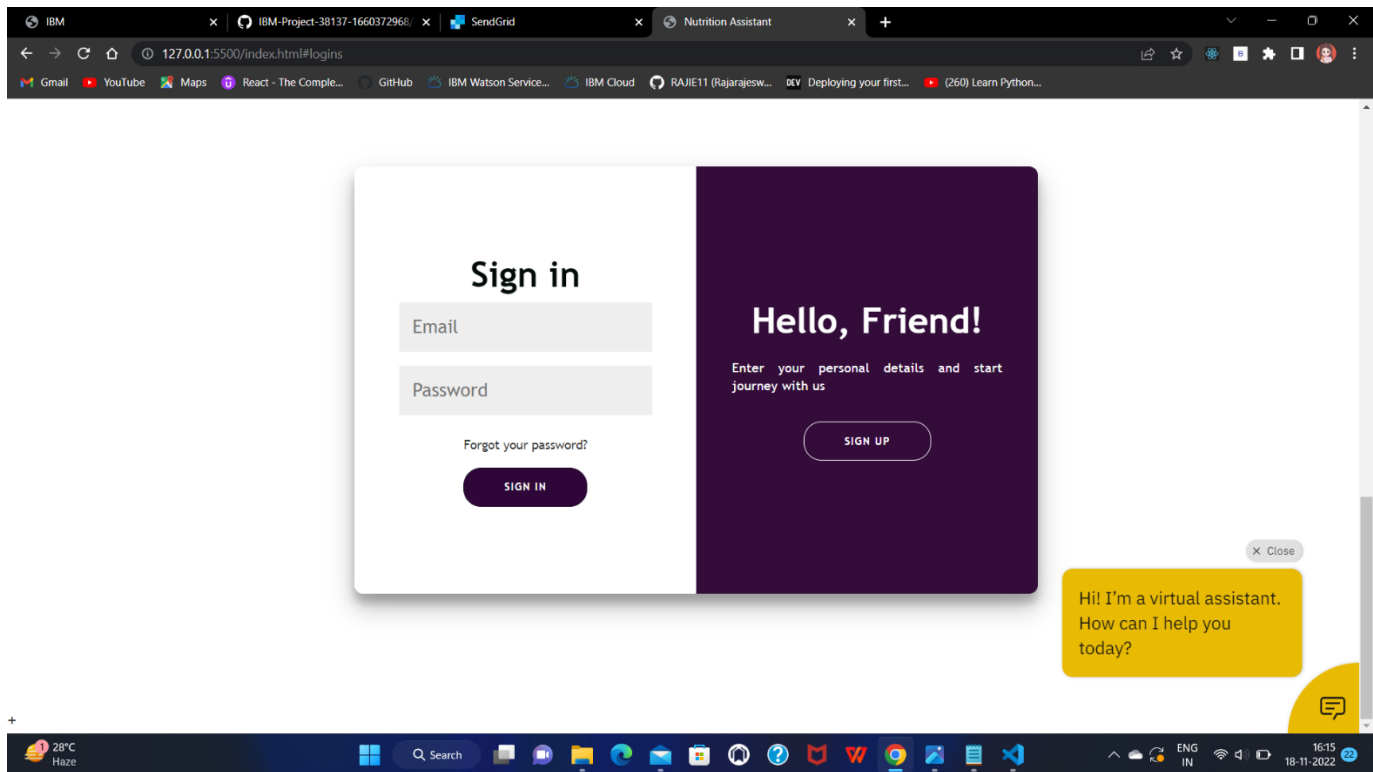 IBM
IBM-Project-38137-1660372968/
SendGrid
Nutrition Assistant
127.0.0.1:5500/index.html#logins
Gmail
YouTube
Maps
React - The Comple...
GitHub
IBM Watson Service...
IBM Cloud
RAJIE11 (Rajarajesw...
DEV
Deploying your first...
(260) Learn Python...
Sign in
Email
Password
Forgot your password?
SIGN IN
Hello, Friend!
Enter your personal details and start
journey with us
SIGN UP
× Close
Hi! I'm a virtual assistant.
How can I help you
today?
+
1
28°C
Haze
Search
ENG
IN
16:15
18-11-2022
22